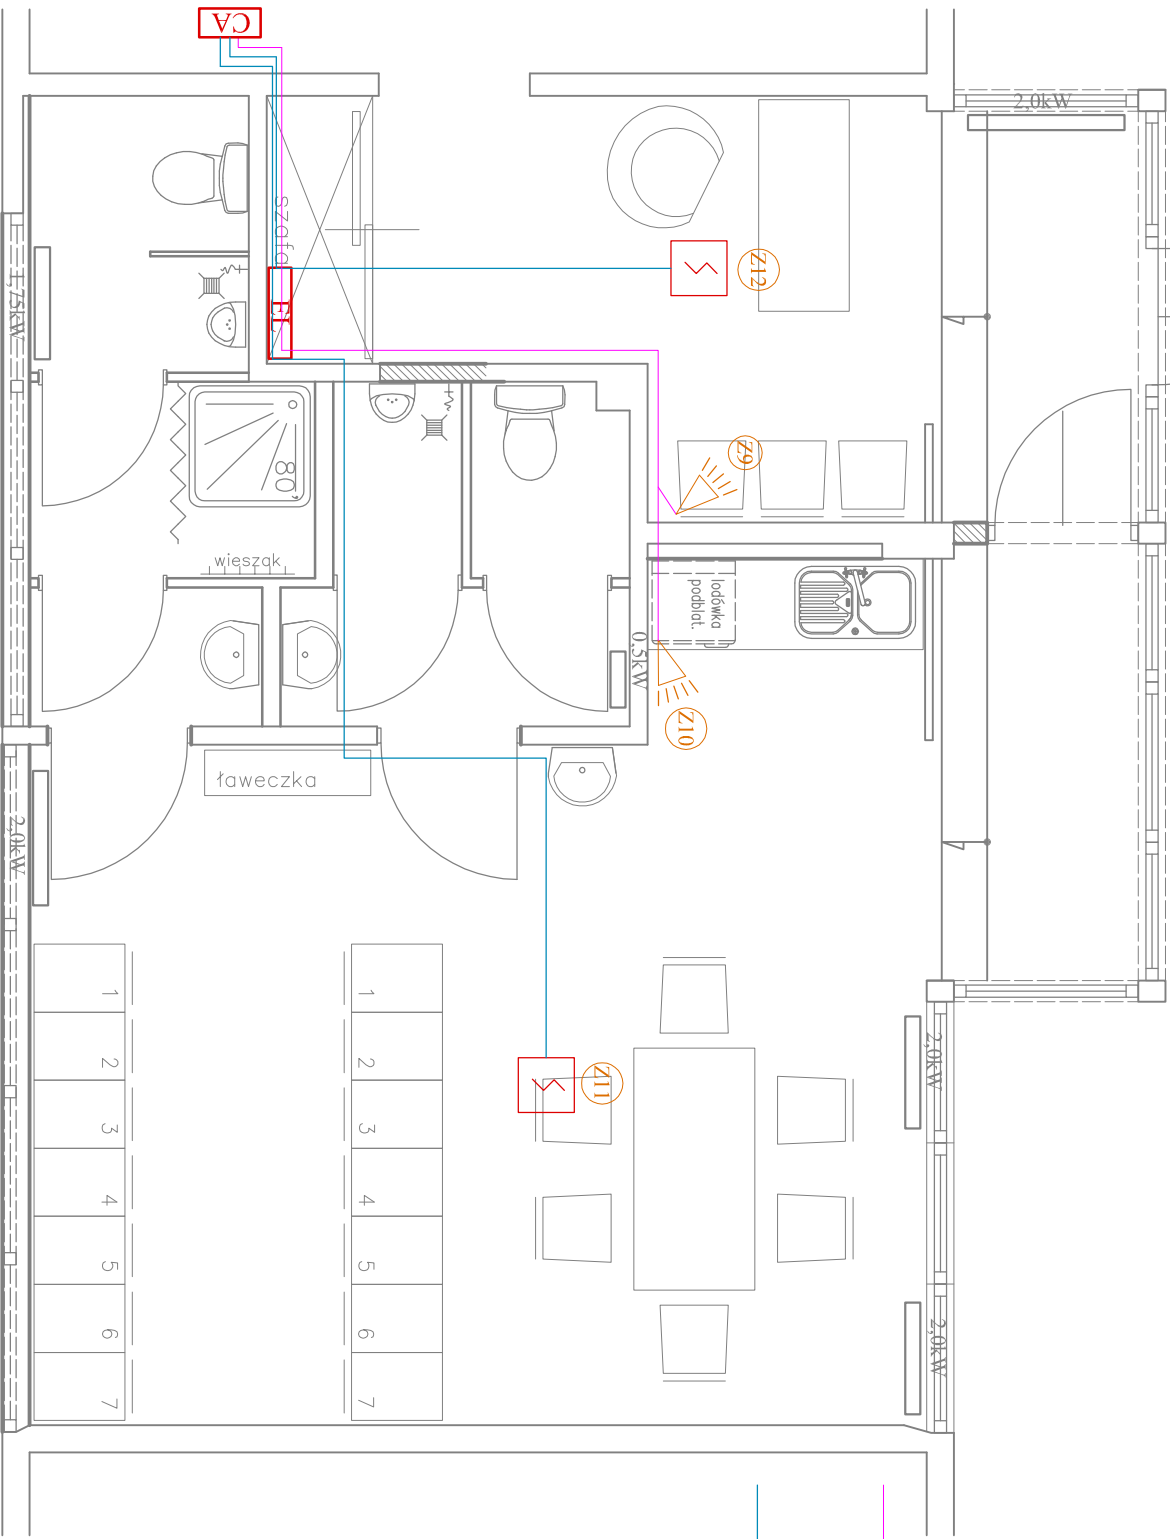 CA
2,0kW
szafa
Z12
1,75kW
EL
Z9
80
wieszak
lodówka
podblat.
0,5kW
Z10
ławeczka
2,0kW
1
1
2
2
3
3
4
4
5
5
6
6
7
7
Z11
2,0kW
2,0kW